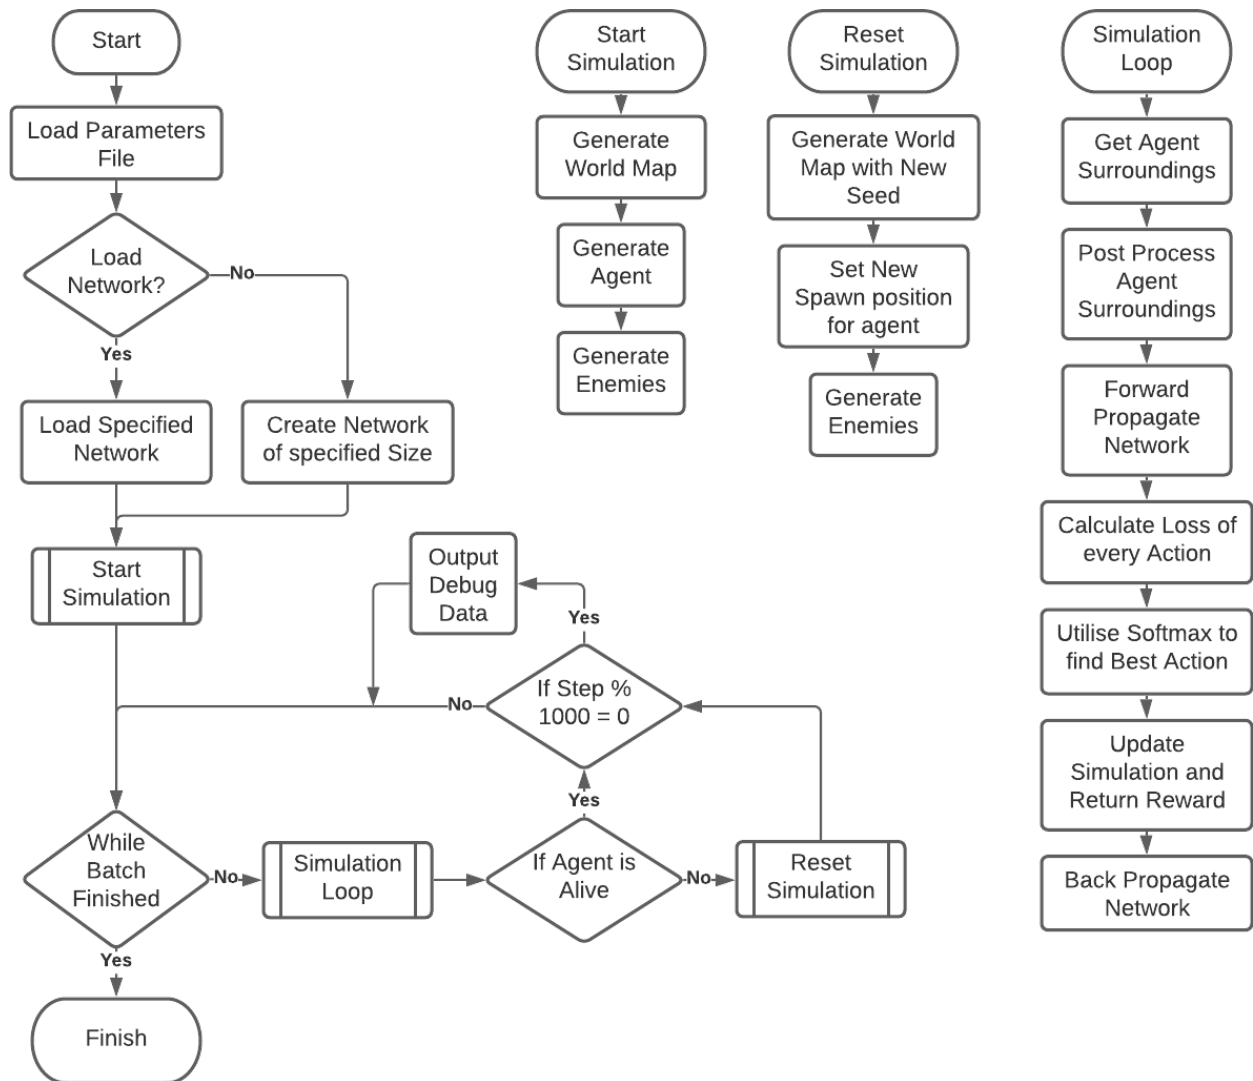 Start
Load Parameters
File
Load
Network?
No
Yes
Load Specified
Network
Create Network
of specified Size
Start
Simulation
Output
Debug
Data
Yes
If Step %
1000 = 0
No
Yes
While
Batch
Finished
No
Simulation
Loop
If Agent is
Alive
No
Reset
Simulation
Yes
Finish
Start
Simulation
Generate
World Map
Generate
Agent
Generate
Enemies
Reset
Simulation
Generate World
Map with New
Seed
Set New
Spawn position
for agent
Generate
Enemies
Simulation
Loop
Get Agent
Surroundings
Post Process
Agent
Surroundings
Forward
Propagate
Network
Calculate Loss of
every Action
Utilise Softmax to
find Best Action
Update
Simulation and
Return Reward
Back Propagate
Network